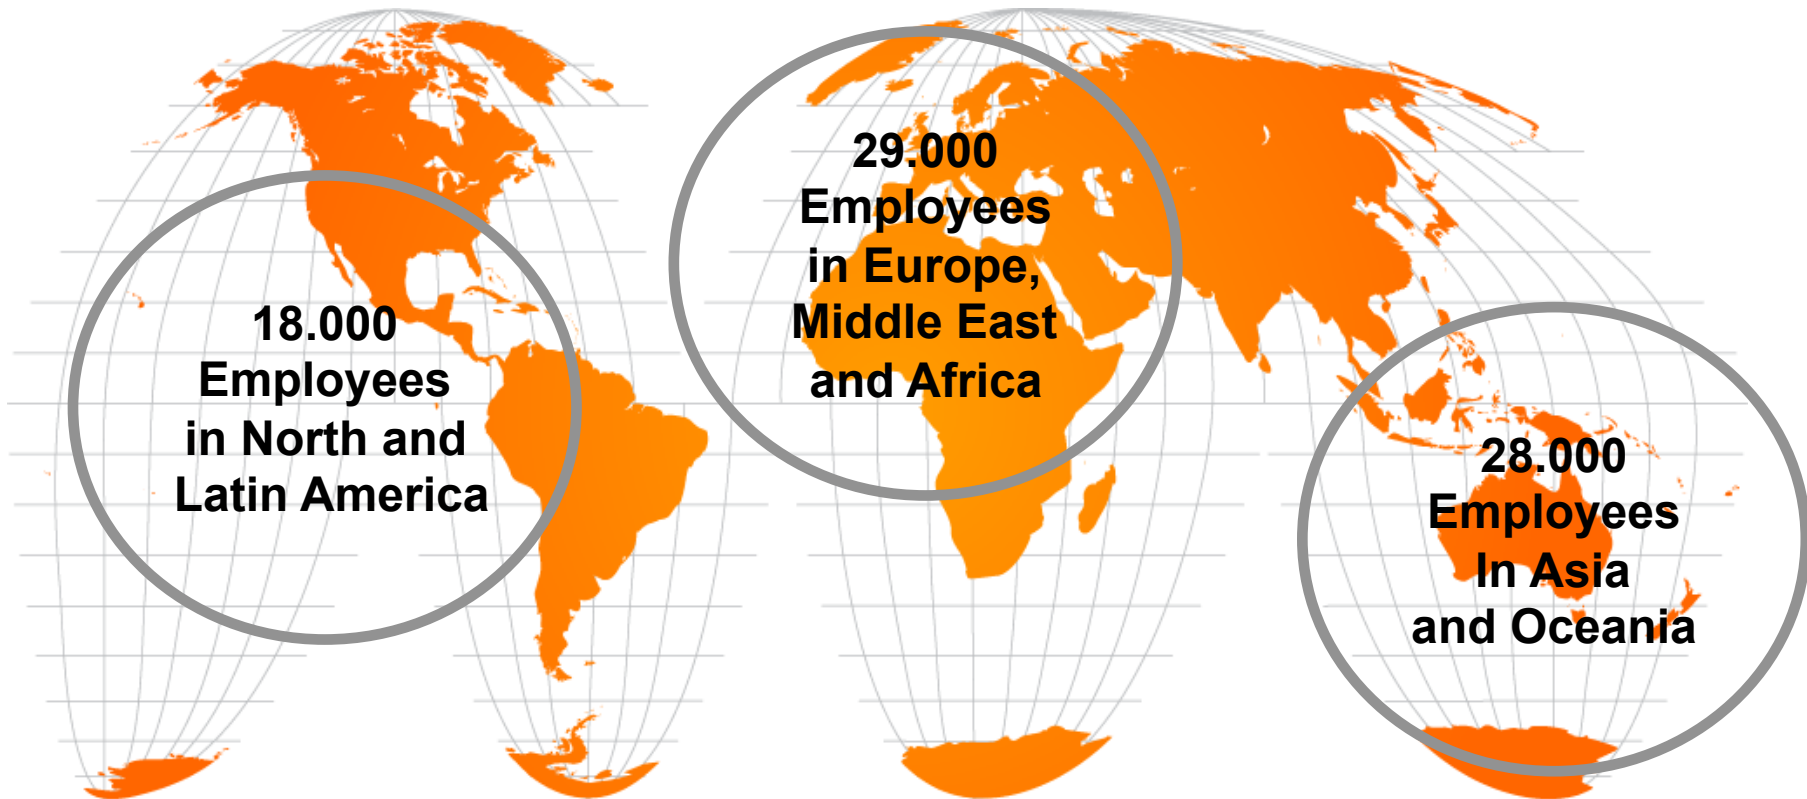 18.000
Employees
in North and
Latin America
29.000
Employees
in Europe,
Middle East
and Africa
28.000
Employees
In Asia
and Oceania